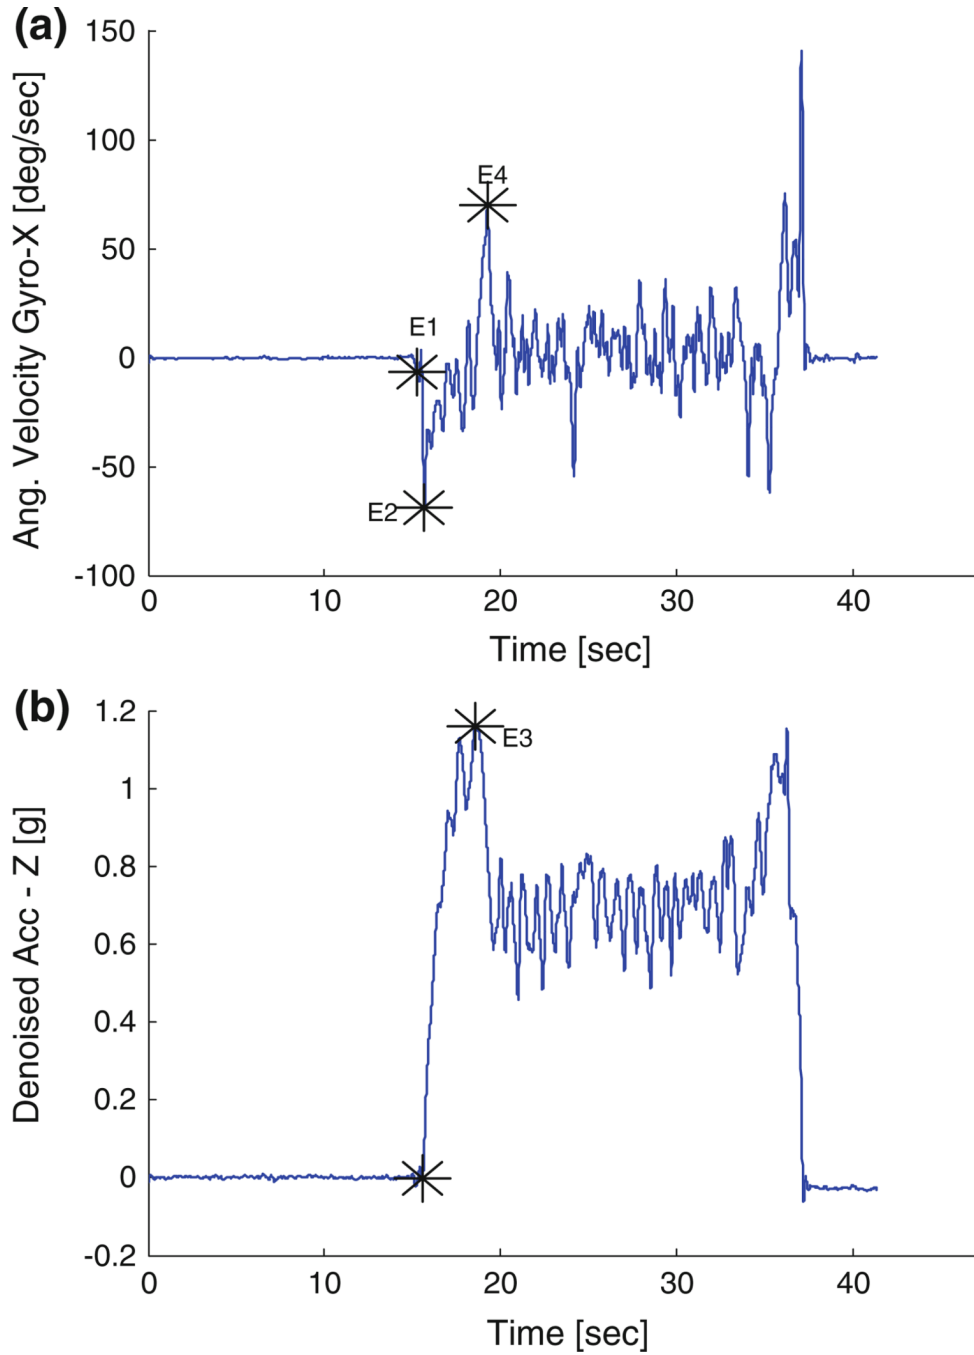 (a)
Ang. Velocity Gyro-X [deg/sec]
150
100
50
0
-50
-100
E4
E1
E2
0 10 20 30 40
Time [sec]
(b)
Denoised Acc - Z [g]
1.2
1
0.8
0.6
0.4
0.2
0
-0.2
E3
0 10 20 30 40
Time [sec]